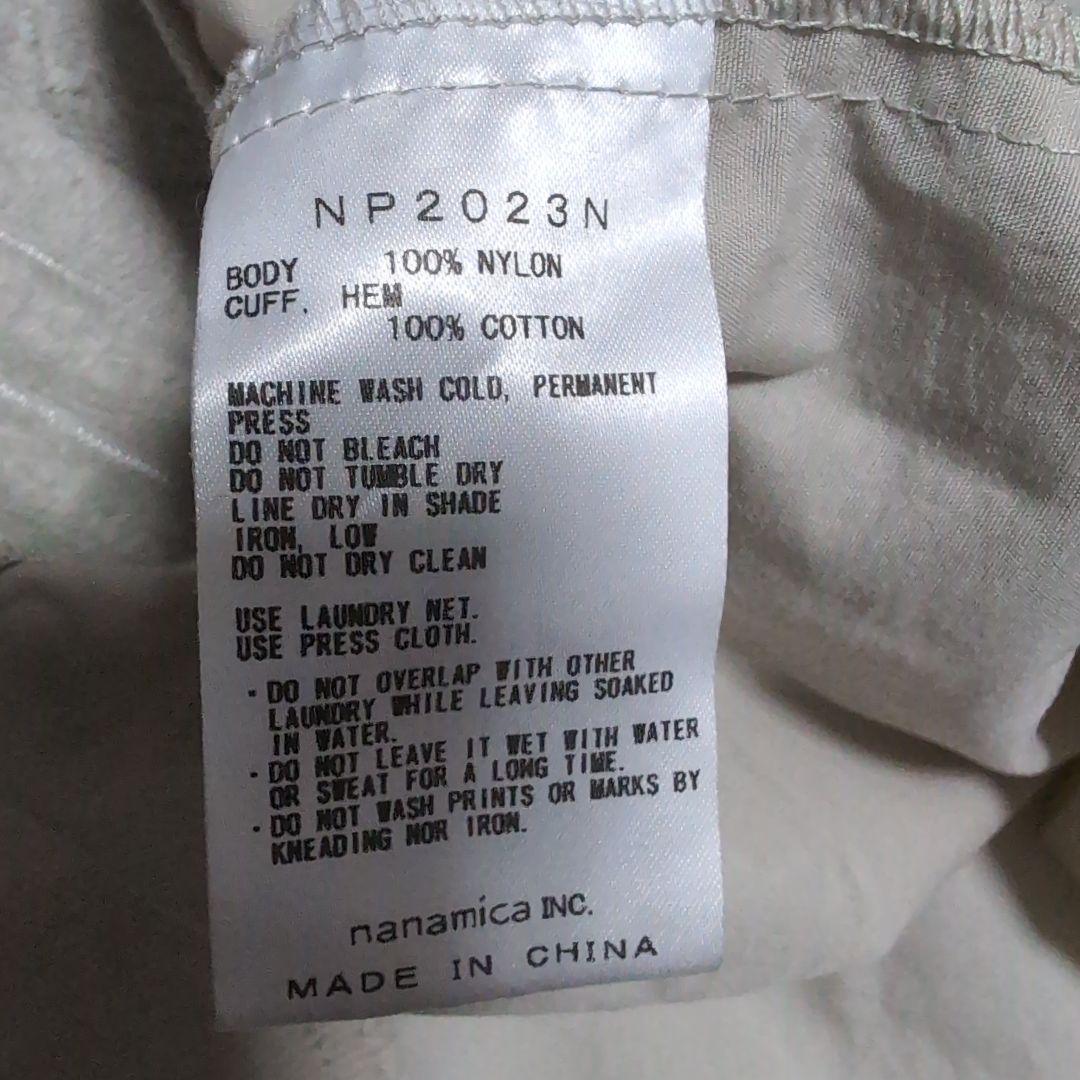 NP2023N
BODY 100% NYLON
CUFF, HEM
100% COTTON
MACHINE WASH COLD, PERMANENT
PRESS
DO NOT BLEACH
DO NOT TUMBLE DRY
LINE DRY IN SHADE
IRON, LOW
DO NOT DRY CLEAN
USE LAUNDRY NET.
USE PRESS CLOTH.
・DO NOT OVERLAP WITH OTHER
LAUNDRY WHILE LEAVING SOAKED
IN WATER.
・DO NOT LEAVE IT WET WITH WATER
OR SWEAT FOR A LONG TIME.
・DO NOT WASH PRINTS OR MARKS BY
KNEADING NOR IRON.
nanamica INC.
MADE IN CHINA